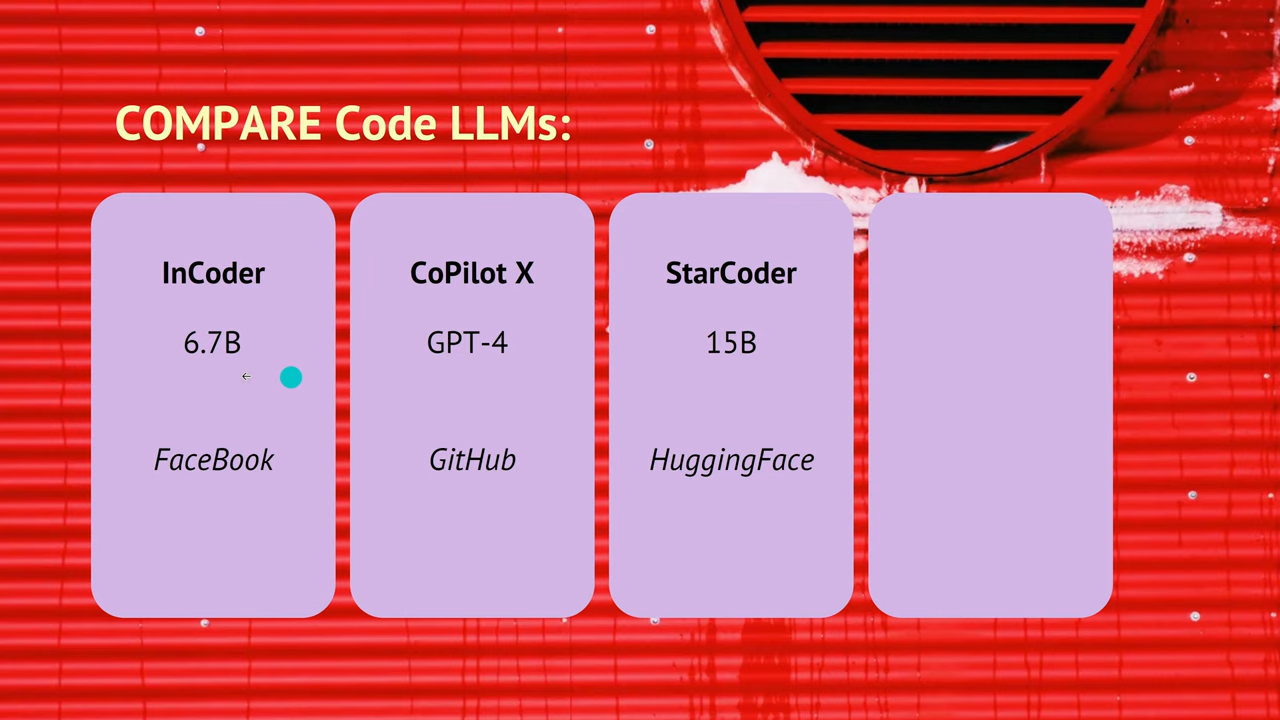 COMPARE Code LLMs:
InCoder
6.7B
FaceBook
CoPilot X
GPT-4
GitHub
StarCoder
15B
HuggingFace